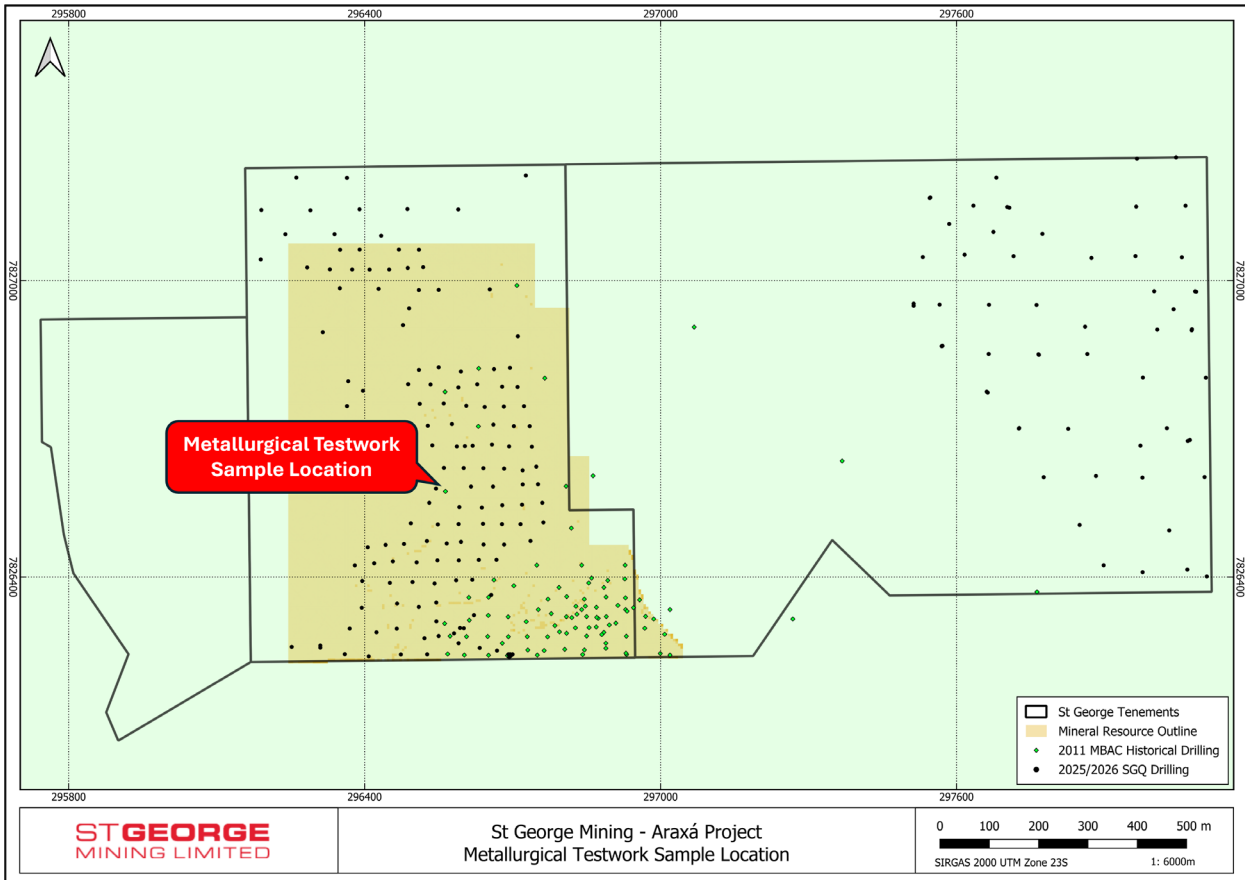 295800
296400
297000
297600
7827000
7827000
Metallurgical Testwork
Sample Location
7826400
7826400
St George Tenements
Mineral Resource Outline
2011 MBAC Historical Drilling
2025/2026 SGQ Drilling
295800
296400
297000
297600
STGEORGE
MINING LIMITED
St George Mining - Araxá Project
Metallurgical Testwork Sample Location
0 100 200 300 400 500 m
SIRGAS 2000 UTM Zone 23S
1: 6000m